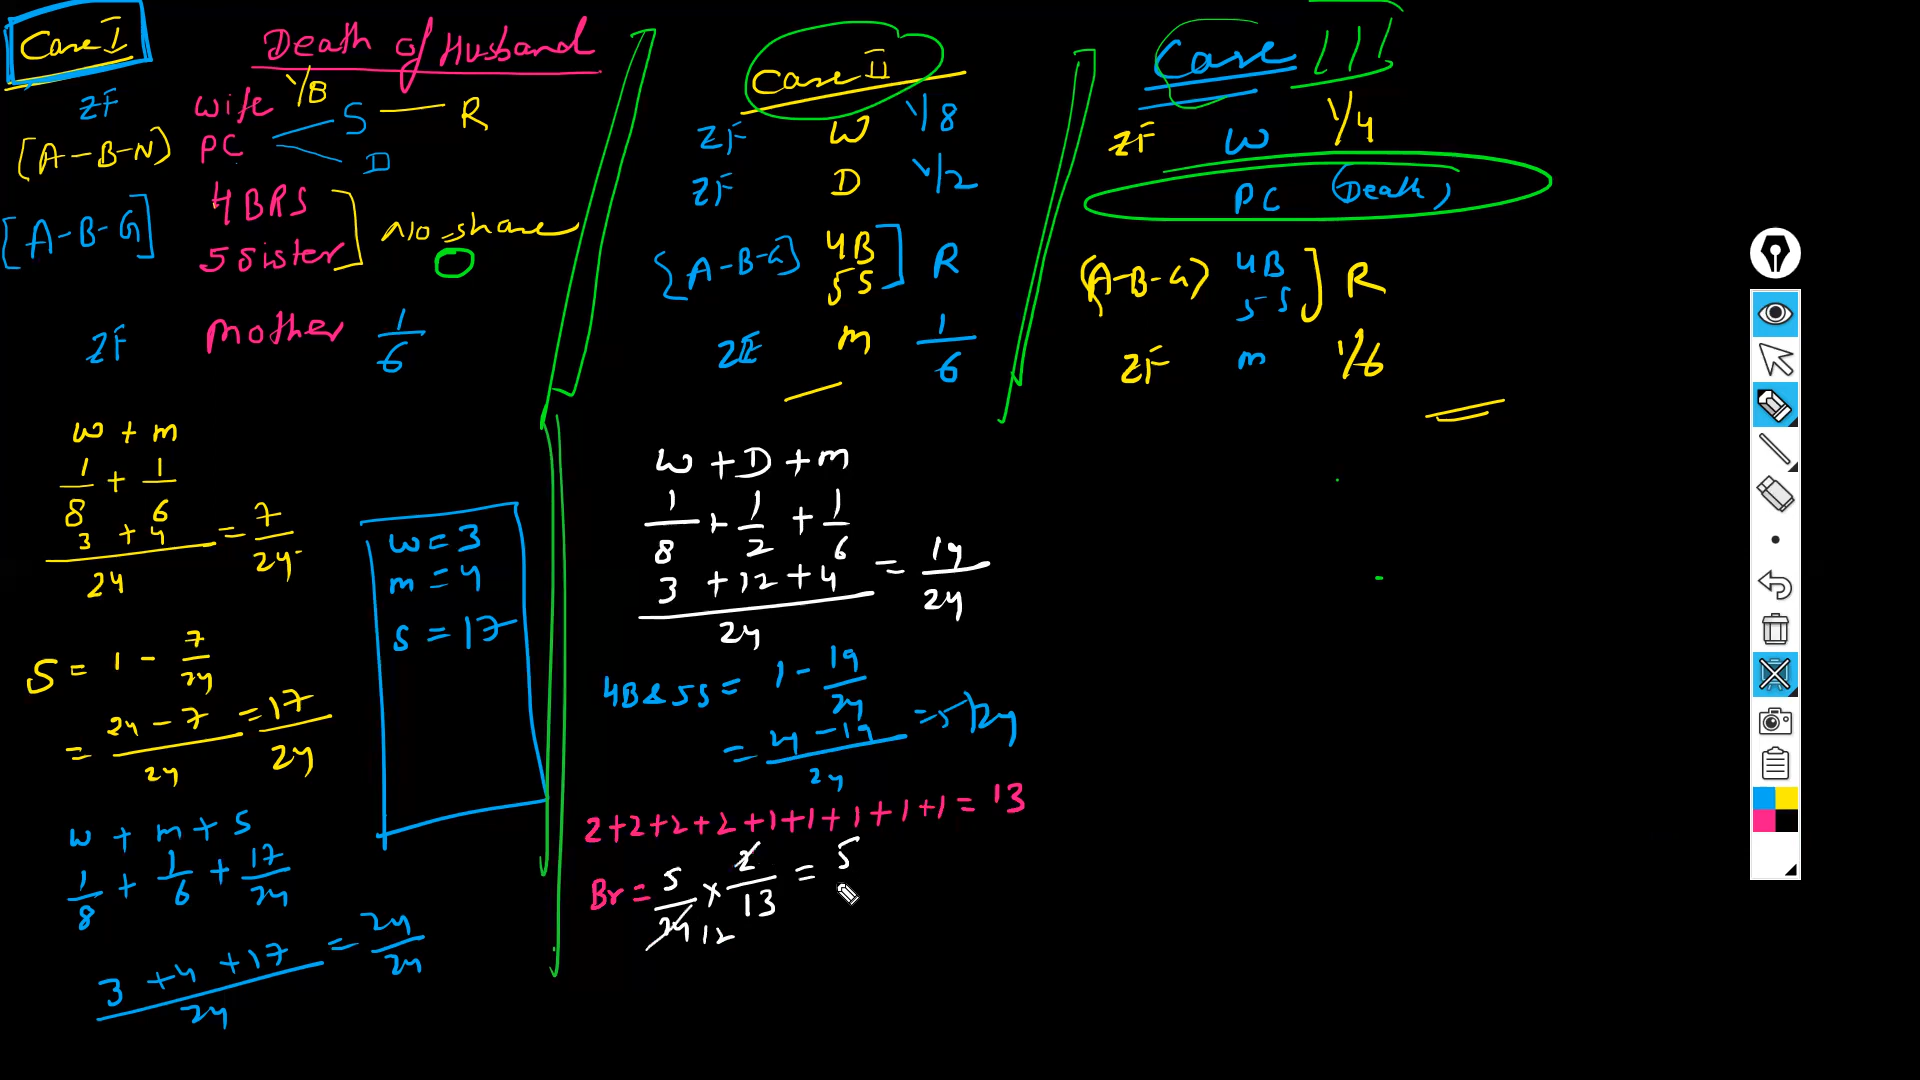 Case I
Death of Husband
ZF wife 1/8 S — R
[A-B-N] PC D
[A-B-G] 4 BRS
5 Sister ] no share
ZF mother 1/6
w + m
1/8 + 1/6
3 + 4 / 24 = 7/24
S = 1 - 7/24
= 24 - 7 / 24 = 17/24
w + m + S
1/8 + 1/6 + 17/24
3 + 4 + 17 / 24 = 24/24
w = 3
m = 4
S = 17
Case II
ZF W 1/8
ZF D 1/2
[A-B-G] 4B
5S ] R
ZF m 1/6
W + D + m
1/8 + 1/2 + 1/6
3 + 12 + 4 / 24 = 19/24
4B & 5S = 1 - 19/24
= 24 - 19 / 24 = 5/24
2+2+2+2+1+1+1+1+1 = 13
Br = 5/24 12 × 2/13 = 5
Case III
ZF W 1/4
PC (Death)
(A-B-G) 4B
5S ] R
ZF m 1/6